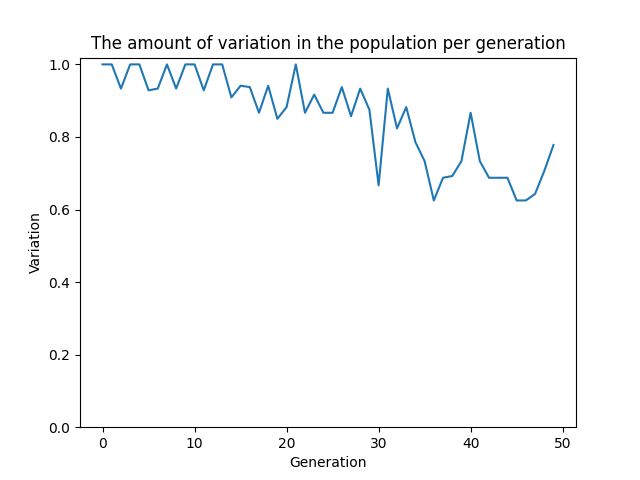 The amount of variation in the population per generation
1.0
0.8
0.6
0.4
0.2
0.0
Variation
0 10 20 30 40 50
Generation